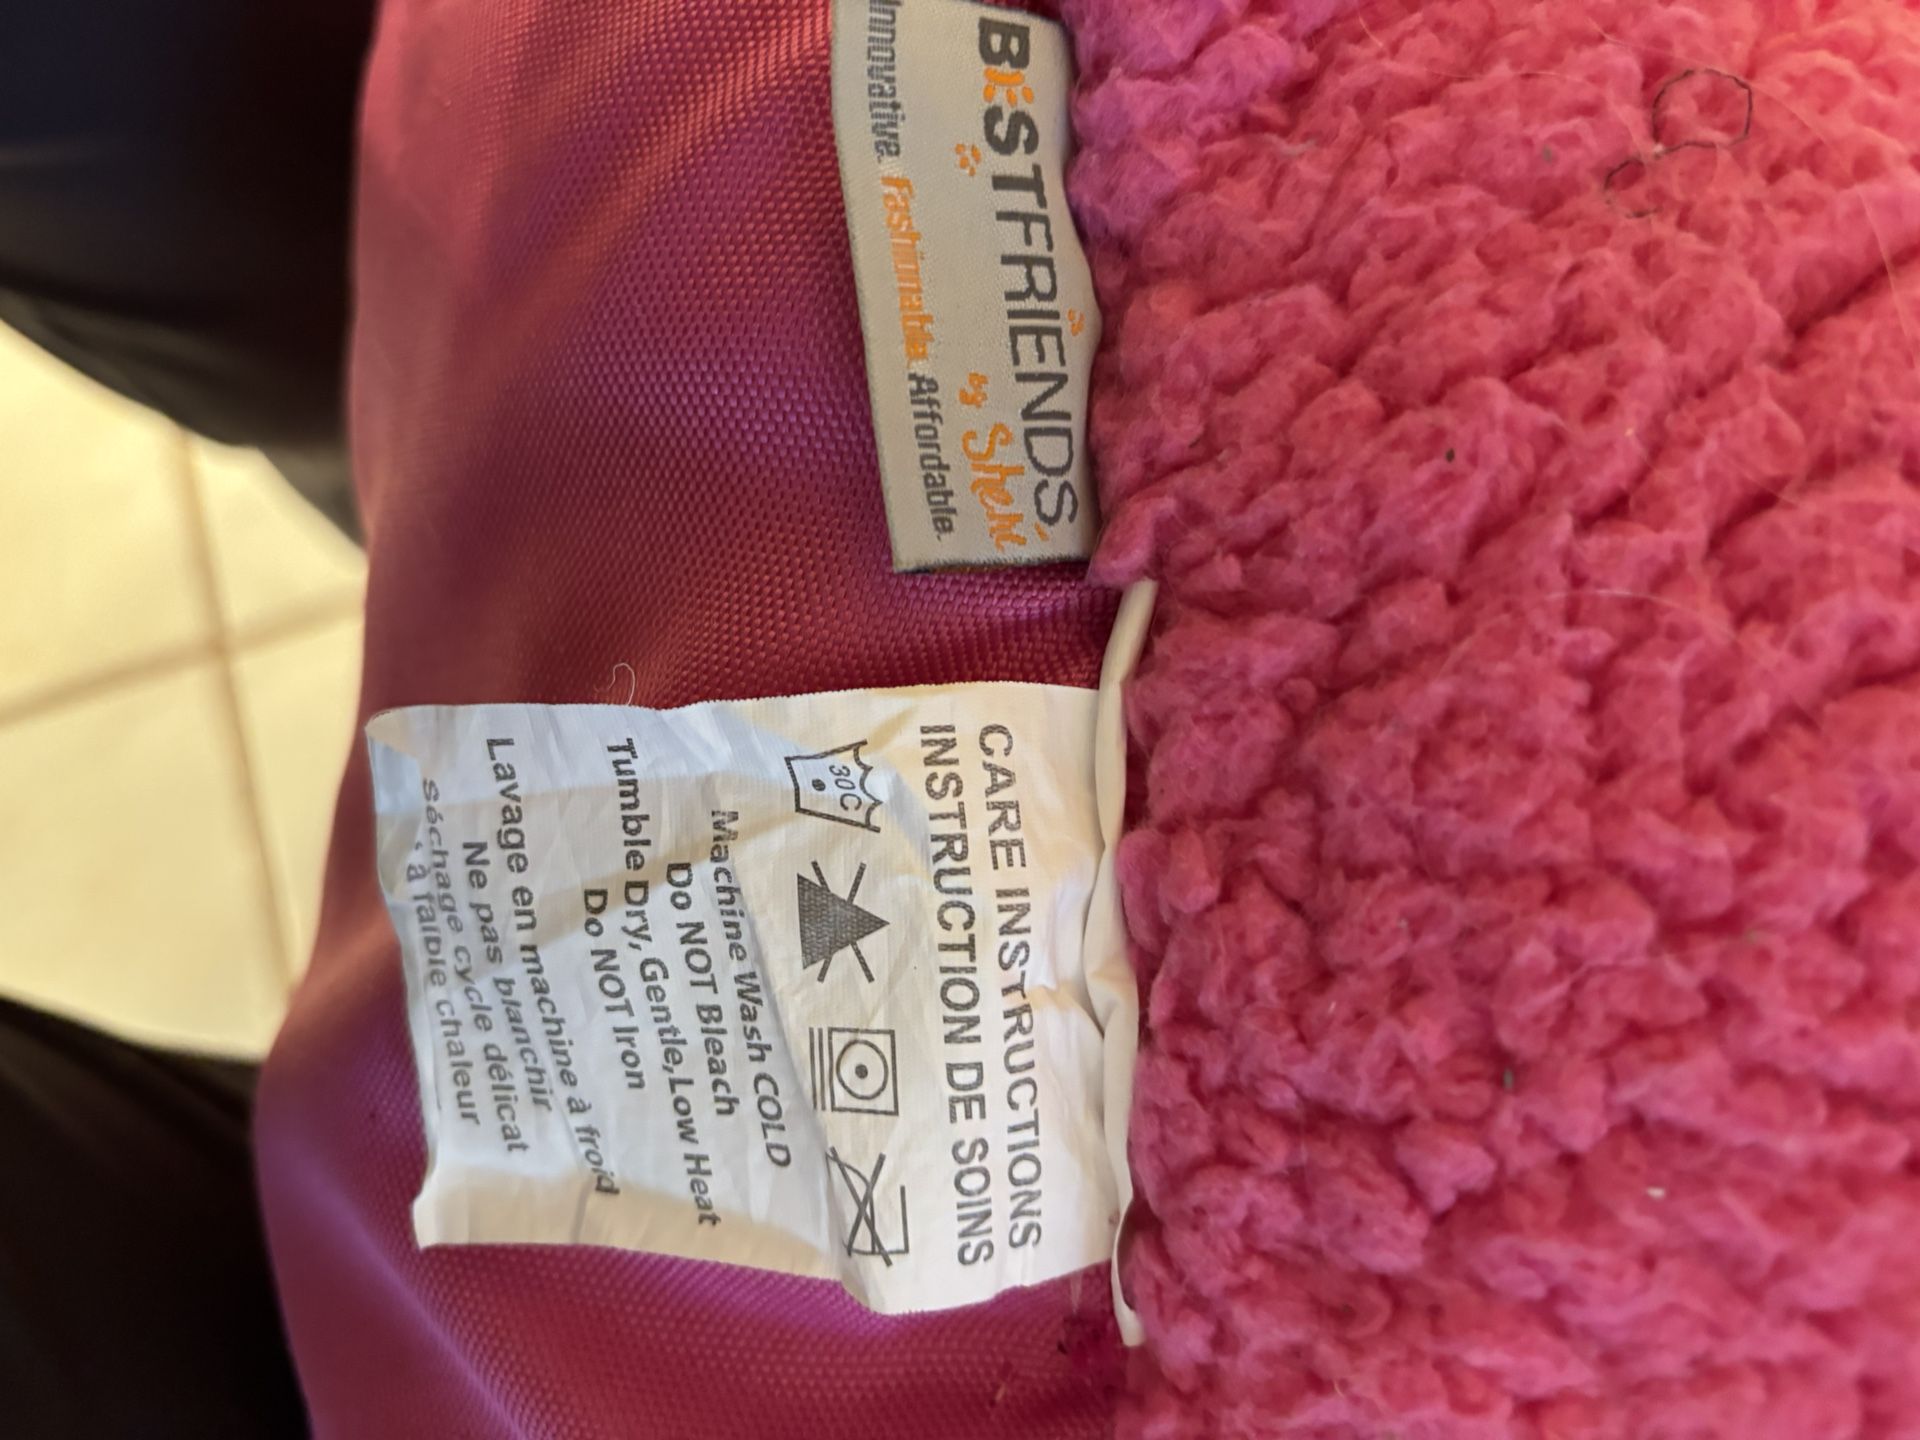 BESTFRIENDS
by Sheri
Innovative. Fashionable. Affordable.
CARE INSTRUCTIONS
INSTRUCTION DE SOINS
30C
Machine Wash COLD
Do NOT Bleach
Tumble Dry, Gentle,Low Heat
Do NOT Iron
Lavage en machine à froid
Ne pas blanchir
séchage cycle délicat
, à faible chaleur